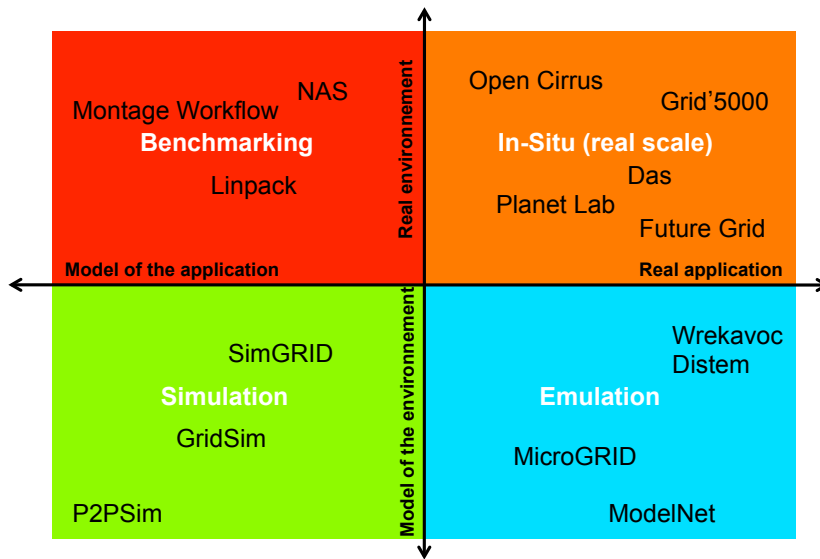 NAS
Montage Workflow
Benchmarking
Linpack
Model of the application
Real environnement
Open Cirrus
Grid’5000
In-Situ (real scale)
Das
Planet Lab
Future Grid
Real application
SimGRID
Simulation
GridSim
P2PSim
Model of the environnement
Wrekavoc
Distem
Emulation
MicroGRID
ModelNet